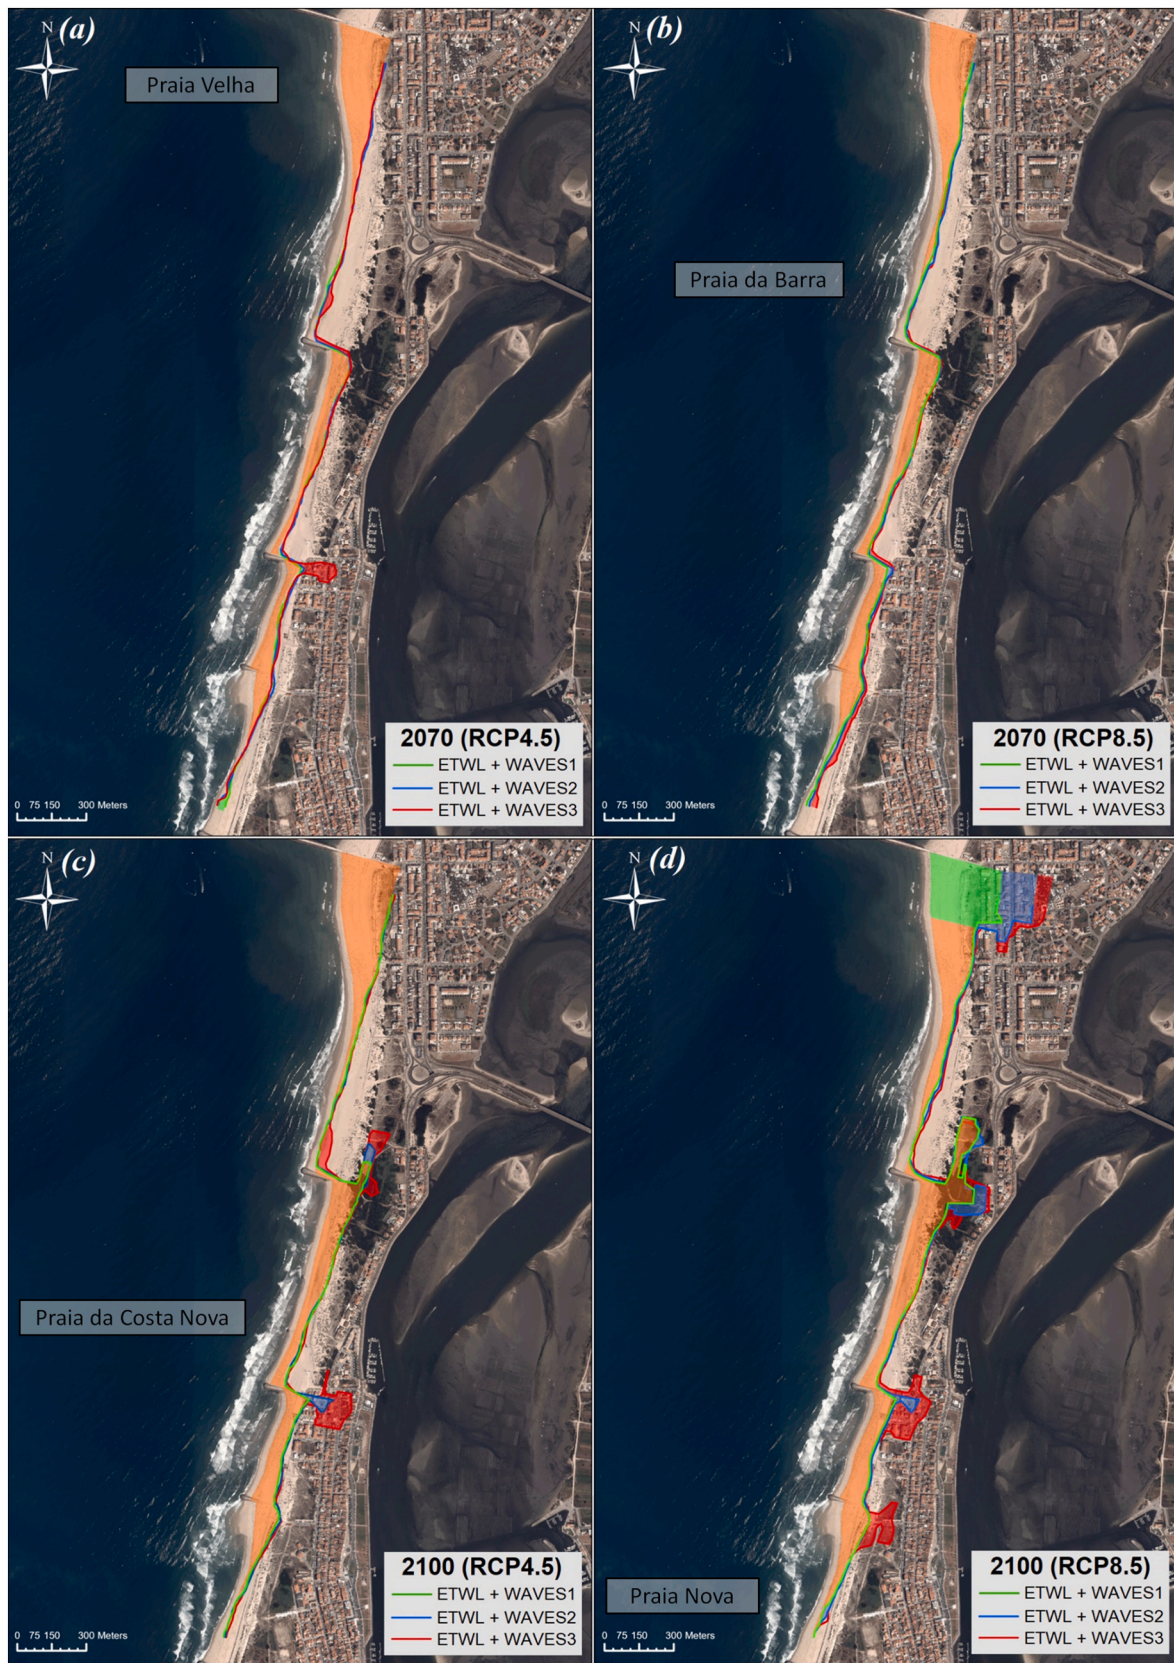 N
(a)
Praia Velha
2070 (RCP4.5)
ETWL + WAVES1
ETWL + WAVES2
ETWL + WAVES3
0 75 150 300 Meters
N
(b)
Praia da Barra
2070 (RCP8.5)
ETWL + WAVES1
ETWL + WAVES2
ETWL + WAVES3
0 75 150 300 Meters
N
(c)
Praia da Costa Nova
2100 (RCP4.5)
ETWL + WAVES1
ETWL + WAVES2
ETWL + WAVES3
0 75 150 300 Meters
N
(d)
Praia Nova
2100 (RCP8.5)
ETWL + WAVES1
ETWL + WAVES2
ETWL + WAVES3
0 75 150 300 Meters